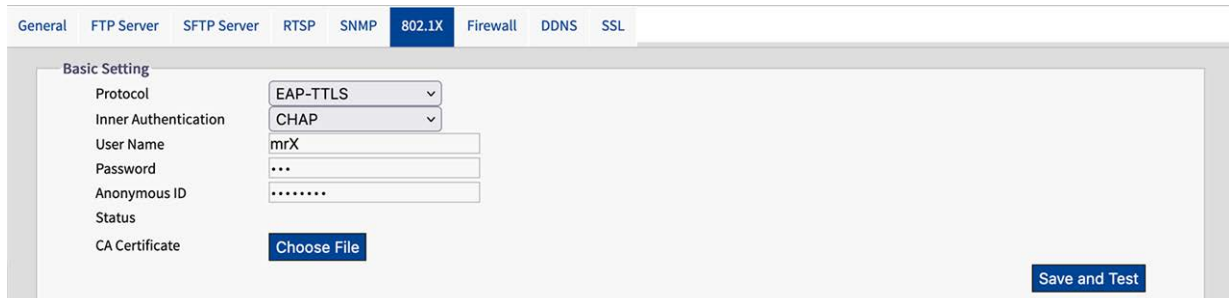 General FTP Server SFTP Server RTSP SNMP 802.1X Firewall DDNS SSL
Basic Setting
Protocol EAP-TTLS
Inner Authentication CHAP
User Name mrX
Password •••
Anonymous ID ••••••••
Status
CA Certificate Choose File
Save and Test